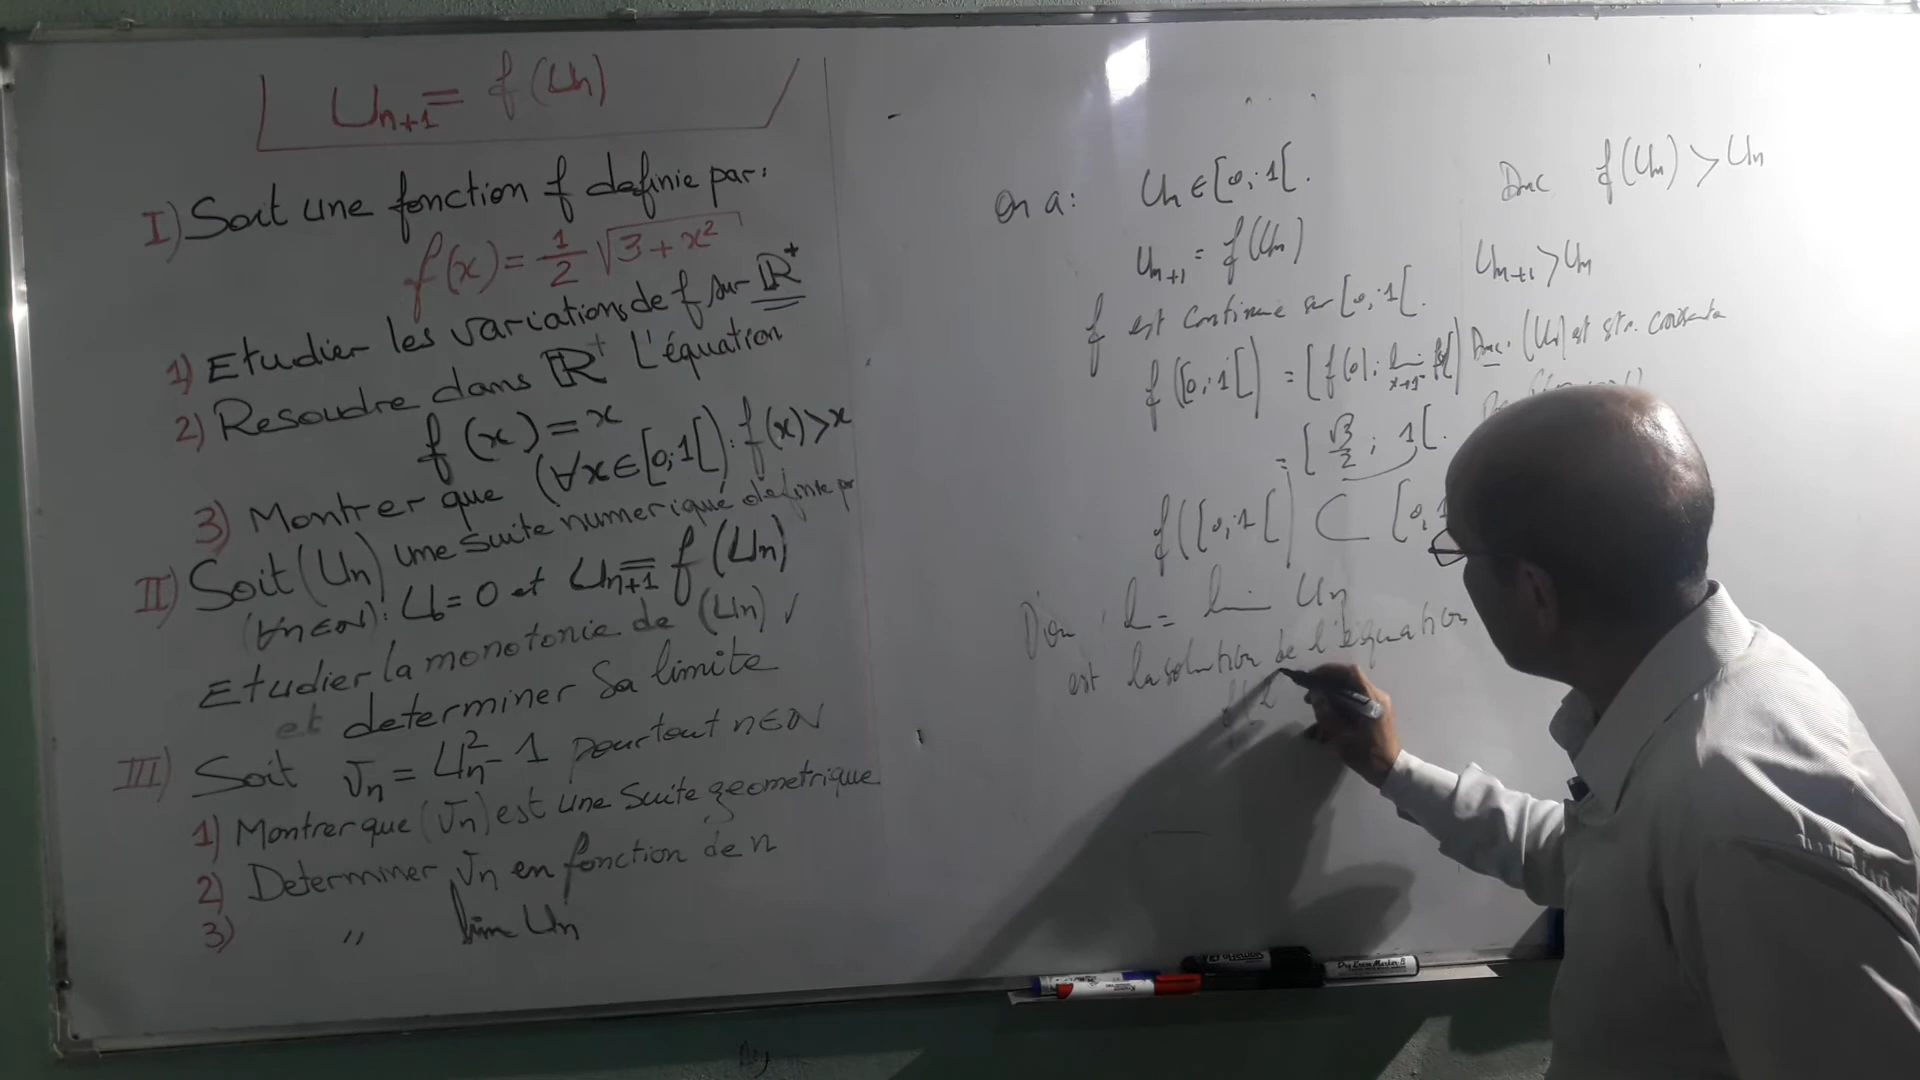 Un+1 = f(Un)
I) Soit une fonction f definie par:
f(x) = 1/2 √(3 + x²)
1) Etudier les variations de f sur ℝ⁺
2) Resoudre dans ℝ⁺ L'équation
f(x) = x
3) Montrer que (∀x∈[0;1[): f(x)>x
II) Soit (Un) une suite numeriqué definie par
(∀n∈ℕ): U0 = 0 et Un+1 = f(Un)
Etudier la monotonie de (Un) ✓
et determiner Sa limite
III) Soit Vn = Un² - 1 pour tout n∈ℕ
1) Montrer que (Vn) est une Suite geometrique
2) Determiner Vn en fonction de n
3) " lim Un
On a: Un ∈ [0;1[.
Un+1 = f(Un)
f est continue sur [0;1[.
f([0;1[) = [f(0); lim x→1⁻ f(x)[
= [√3/2; 1[.
f([0;1[) ⊂ [0,1
D'où l = lim Un
est la solution de l'équation
f(l
Donc f(Un) > Un
Un+1 > Un
Donc (Un) est str. croissante
Dry Erase Marker